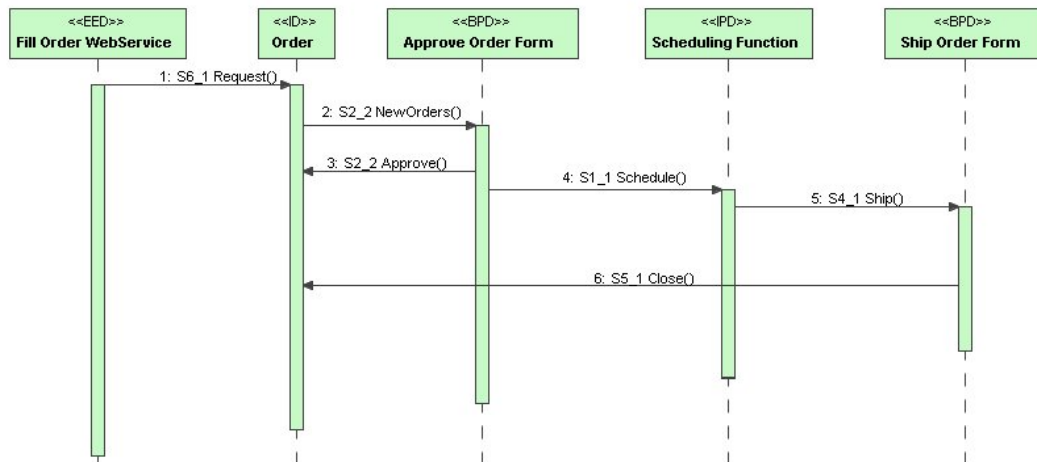 <<EED>>
Fill Order WebService
<<ID>>
Order
<<BPD>>
Approve Order Form
<<IPD>>
Scheduling Function
<<BPD>>
Ship Order Form
1: S6_1 Request()
2: S2_2 NewOrders()
3: S2_2 Approve()
4: S1_1 Schedule()
5: S4_1 Ship()
6: S5_1 Close()